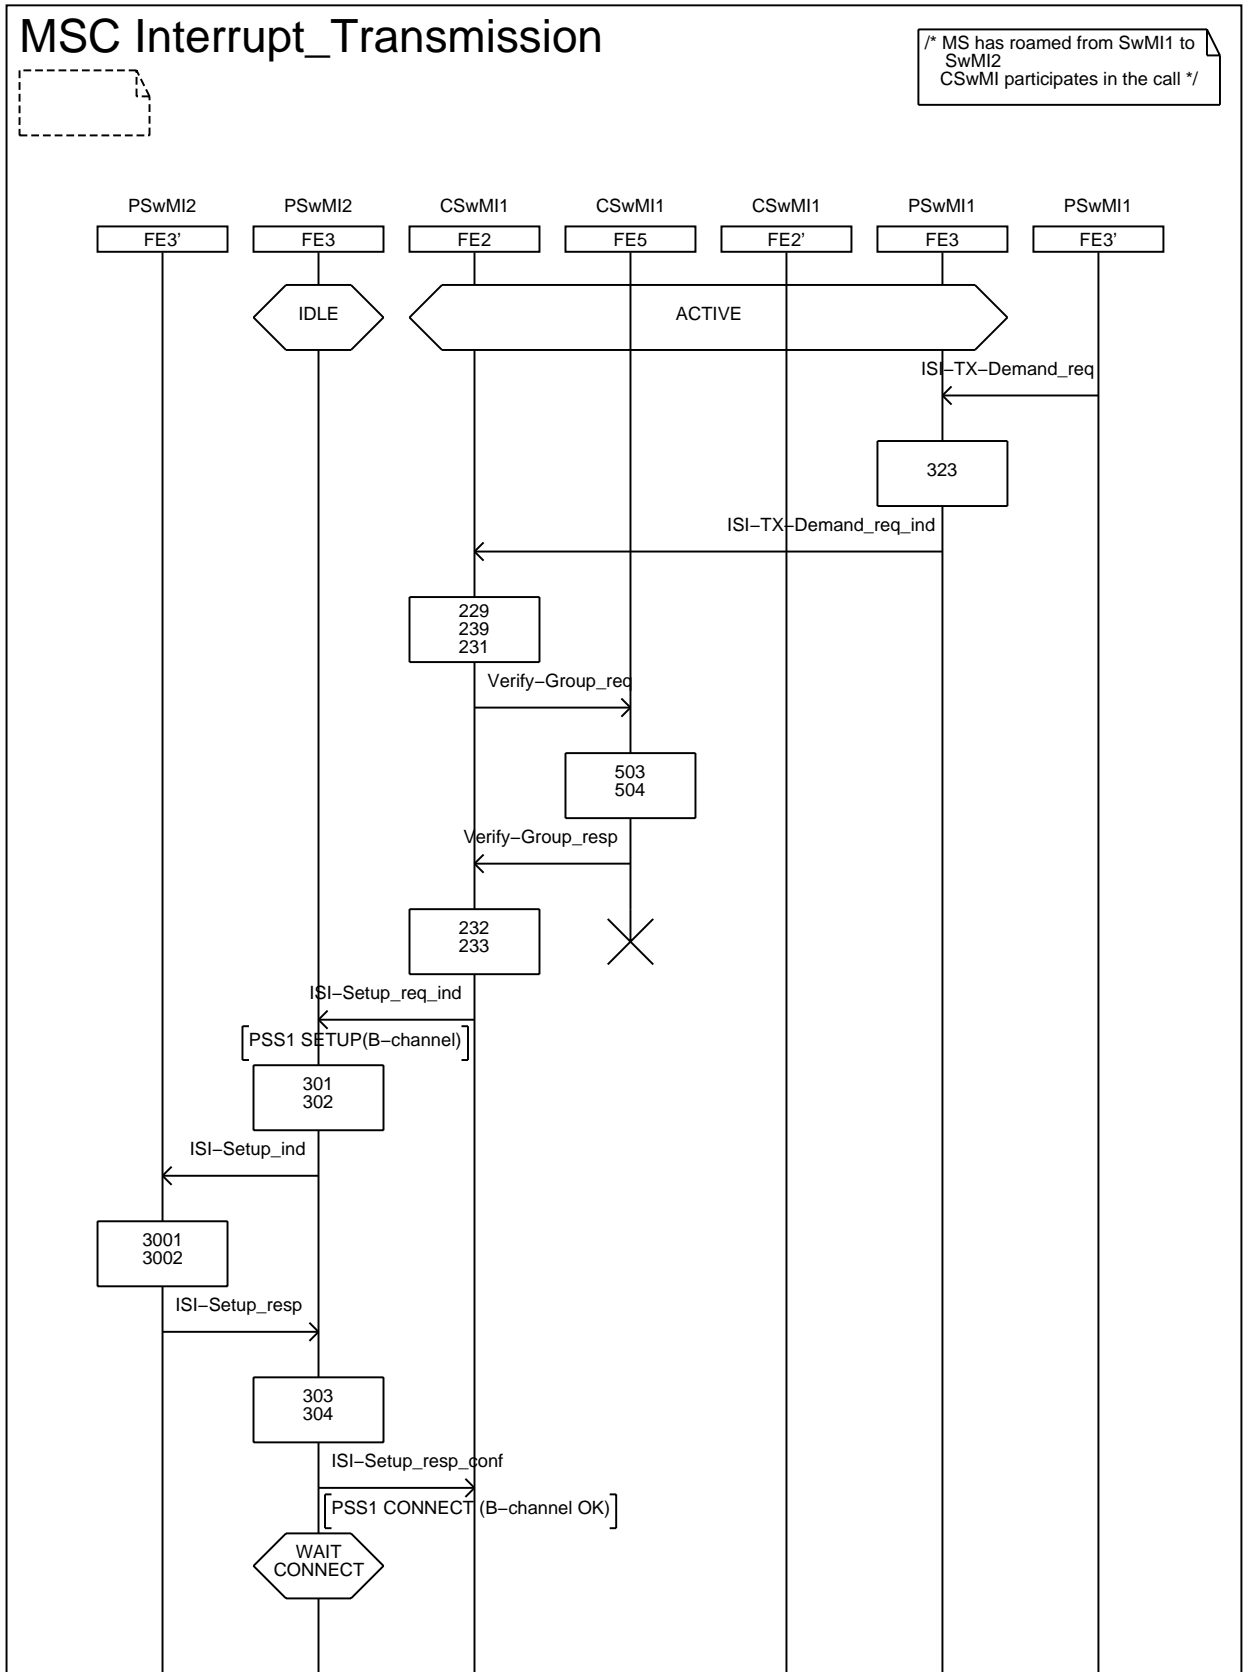 MSC Interrupt_Transmission
/* MS has roamed from SwMI1 to
SwMI2
CSwMI participates in the call */
PSwMI2 PSwMI2 CSwMI1 CSwMI1 CSwMI1 PSwMI1 PSwMI1
FE3' FE3 FE2 FE5 FE2' FE3 FE3'
IDLE ACTIVE
ISI–TX–Demand_req
323
ISI–TX–Demand_req_ind
229
239
231
Verify–Group_req
503
504
Verify–Group_resp
232
233
ISI–Setup_req_ind
PSS1 SETUP(B–channel)
301
302
ISI–Setup_ind
3001
3002
ISI–Setup_resp
303
304
ISI–Setup_resp_conf
PSS1 CONNECT (B–channel OK)
WAIT
CONNECT